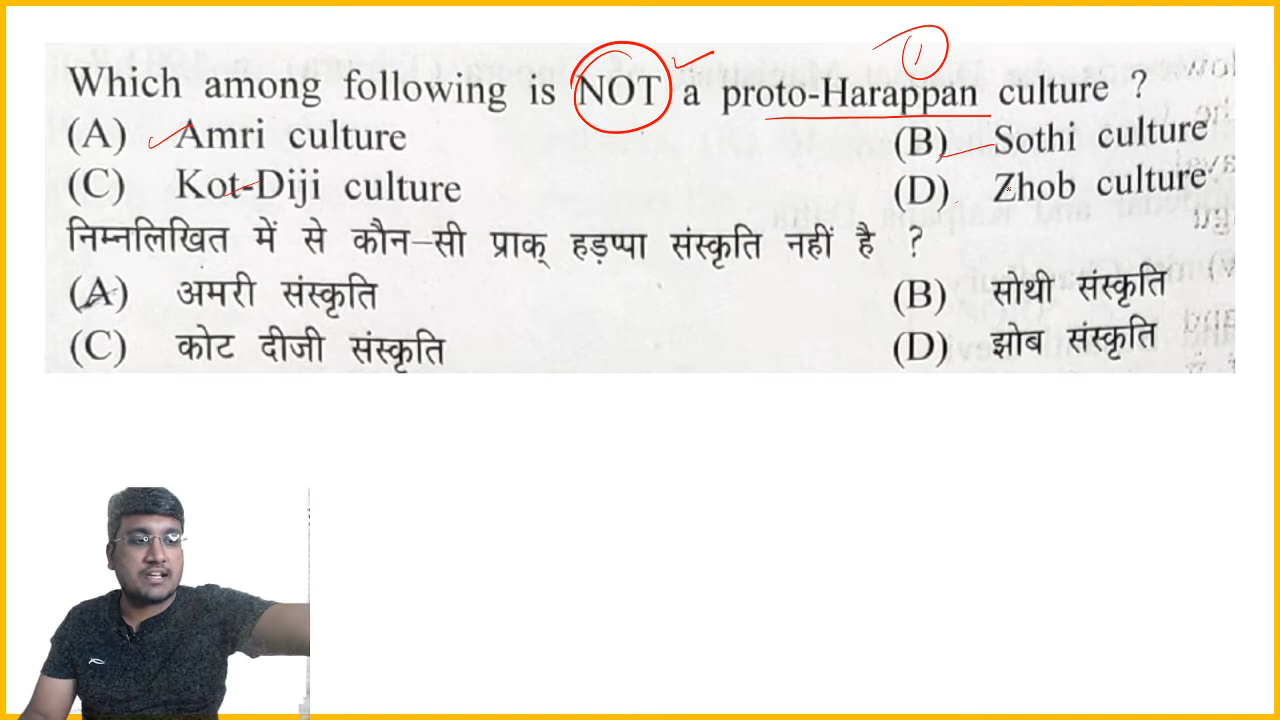 Which among following is NOT a proto-Harappan culture ?
(A) Amri culture (B) Sothi culture
(C) Kot-Diji culture (D) Zhob culture
निम्नलिखित में से कौन–सी प्राक् हड़प्पा संस्कृति नहीं है ?
(A) अमरी संस्कृति (B) सोथी संस्कृति
(C) कोट दीजी संस्कृति (D) झोब संस्कृति